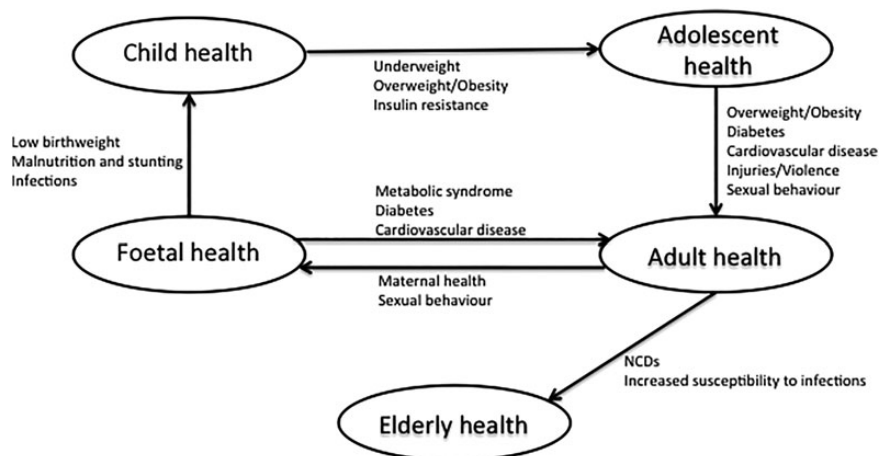 Child health
Adolescent
health
Underweight
Overweight/Obesity
Insulin resistance
Low birthweight
Malnutrition and stunting
Infections
Overweight/Obesity
Diabetes
Cardiovascular disease
Injuries/Violence
Sexual behaviour
Metabolic syndrome
Diabetes
Cardiovascular disease
Foetal health
Adult health
Maternal health
Sexual behaviour
NCDs
Increased susceptibility to infections
Elderly health